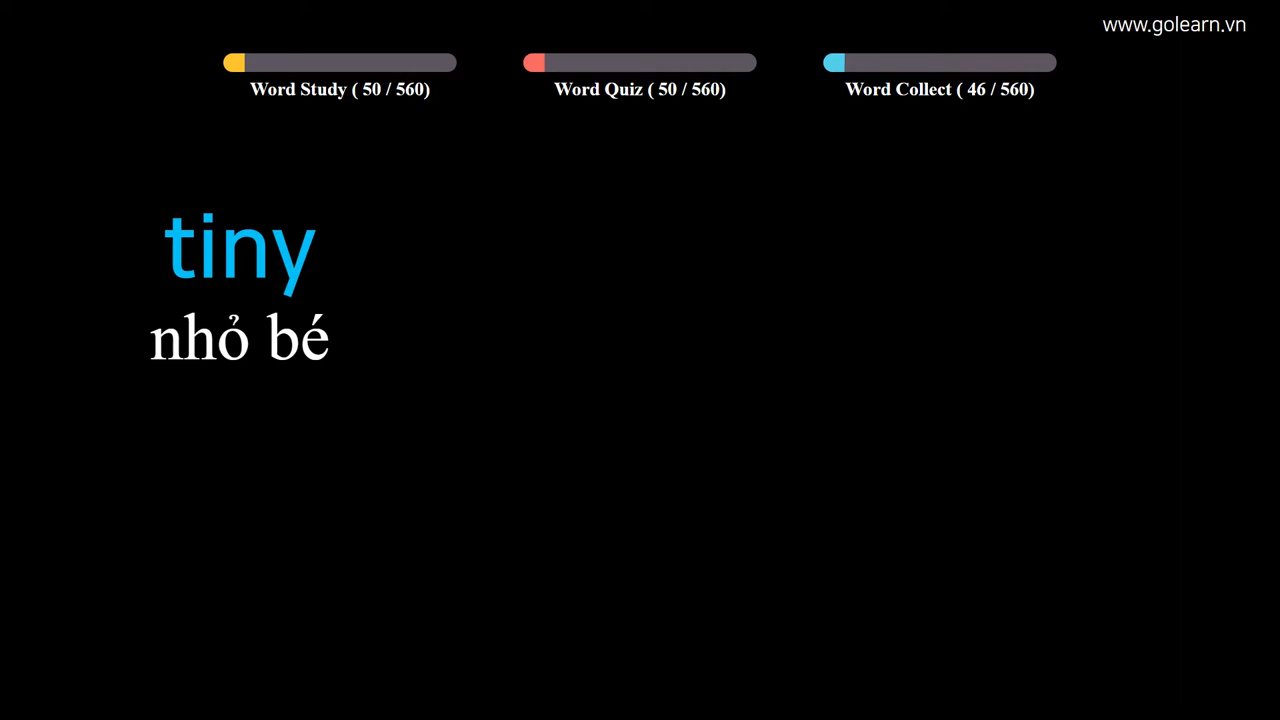 www.golearn.vn
Word Study ( 50 / 560)
Word Quiz ( 50 / 560)
Word Collect ( 46 / 560)
tiny
nhỏ bé